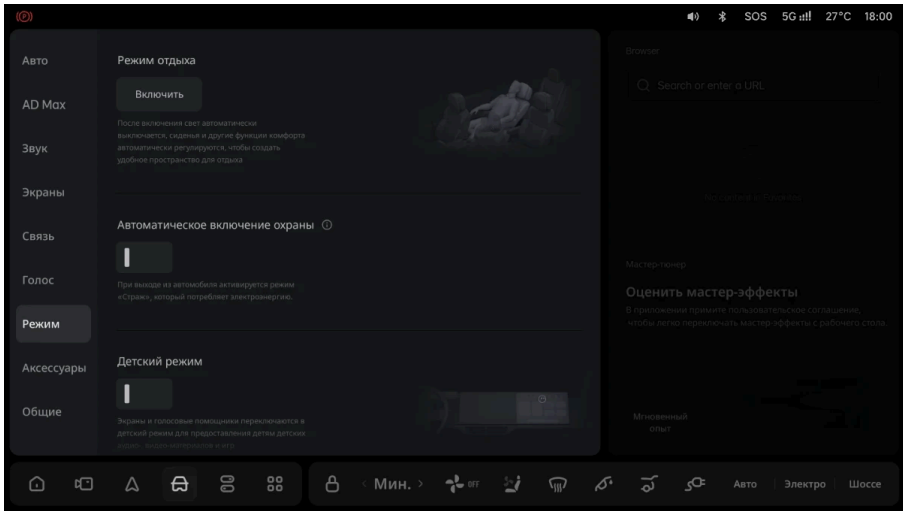 (P)
SOS 5G 27°C 18:00
Авто
AD Max
Звук
Экраны
Связь
Голос
Режим
Аксессуары
Общие
Режим отдыха
Включить
После включения свет автоматически
выключается, сиденья и другие функции комфорта
автоматически регулируются, чтобы создать
удобное пространство для отдыха
Автоматическое включение охраны
При выходе из автомобиля активируется режим
«Страж», который потребляет электроэнергию.
Детский режим
Экраны и голосовые помощники переключаются в
детский режим для предоставления детям детских
аудио-, видео-материалов и игр
Browser
Search or enter a URL
Мастер-тюнер
Оценить мастер-эффекты
В приложении примите пользовательское соглашение,
чтобы легко переключать мастер-эффекты с рабочего стола.
Мгновенный
опыт
< Мин. > OFF Авто Электро Шоссе